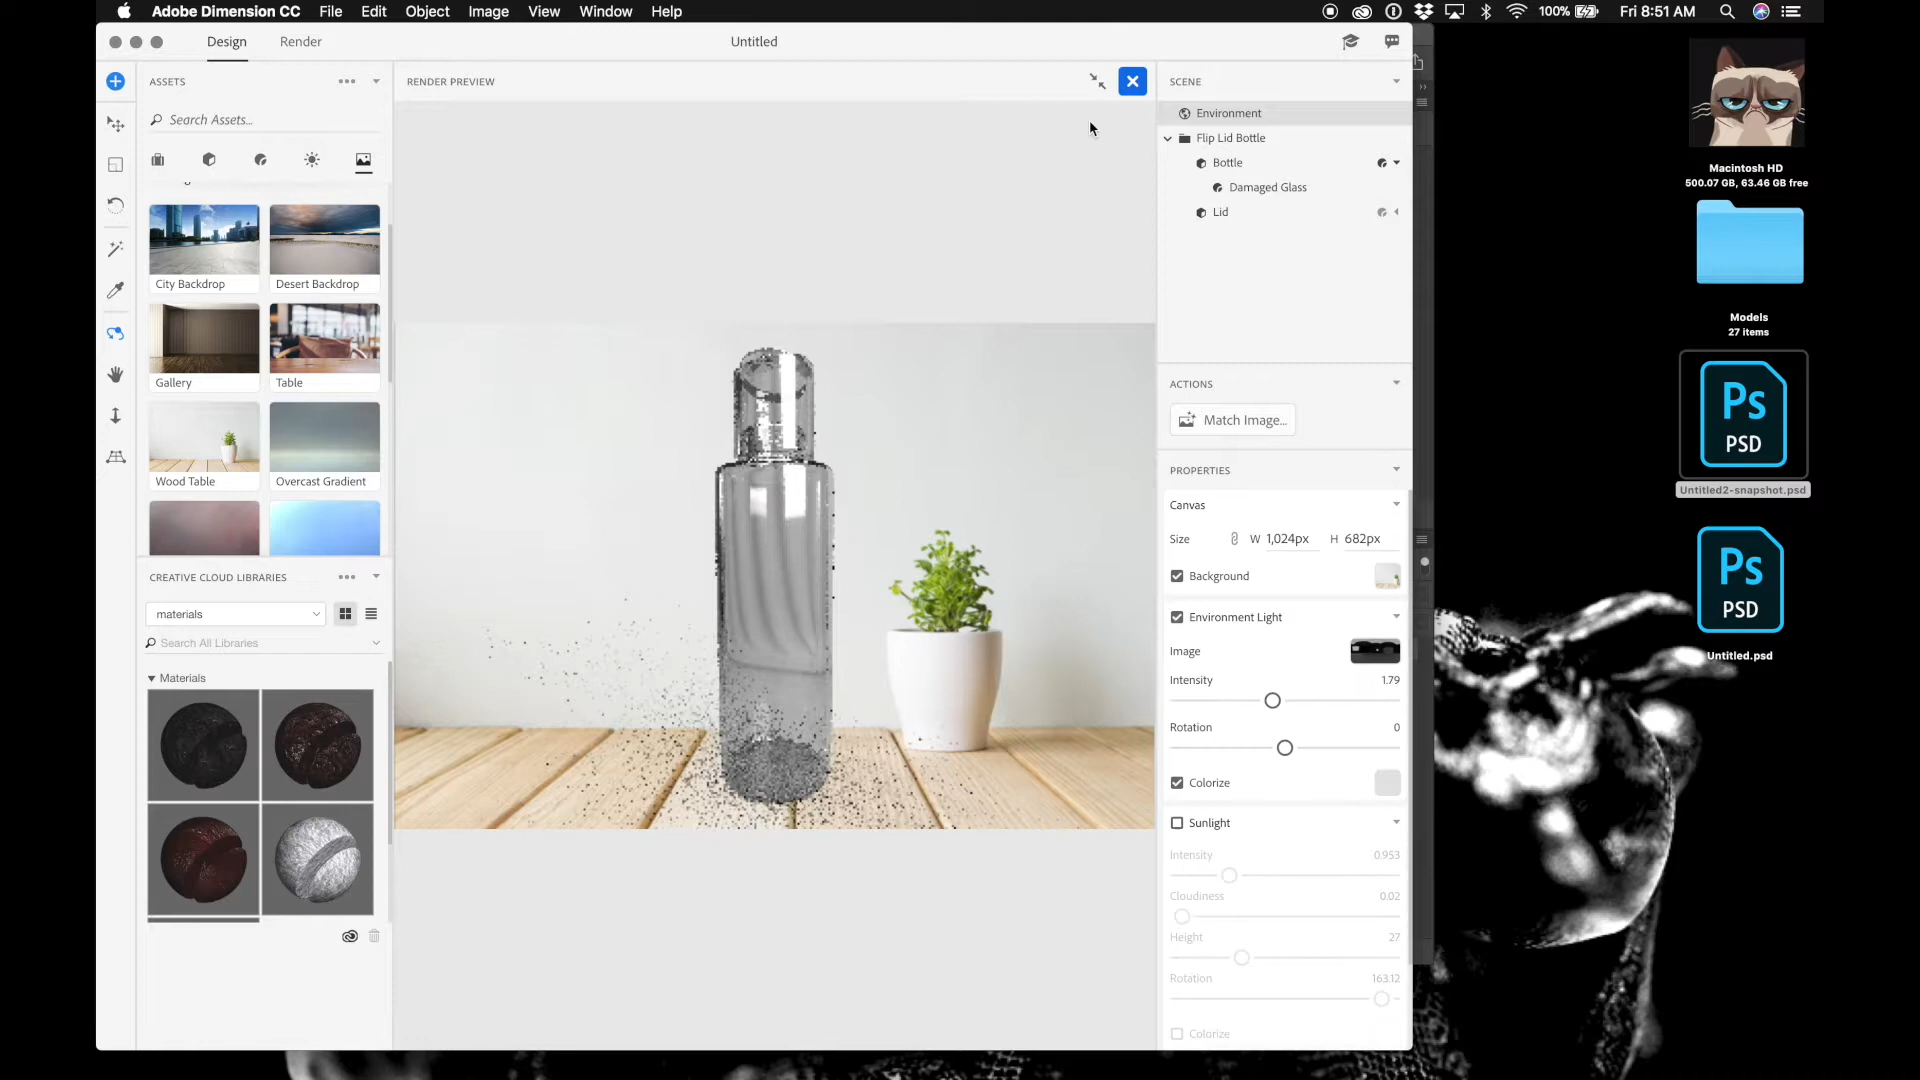 Adobe Dimension CC File Edit Object Image View Window Help 100% Fri 8:51 AM
Design Render Untitled
ASSETS
Search Assets...
City Backdrop Desert Backdrop
Gallery Table
Wood Table Overcast Gradient
CREATIVE CLOUD LIBRARIES
materials
Search All Libraries
Materials
RENDER PREVIEW
SCENE
Environment
Flip Lid Bottle
Bottle
Damaged Glass
Lid
ACTIONS
Match Image...
PROPERTIES
Canvas
Size W 1,024px H 682px
Background
Environment Light
Image
Intensity 1.79
Rotation 0
Colorize
Sunlight
Intensity 0.953
Cloudiness 0.02
Height 27
Rotation 163.12
Colorize
Macintosh HD
500.07 GB, 63.46 GB free
Models
27 items
Ps
PSD
Untitled2-snapshot.psd
Ps
PSD
Untitled.psd